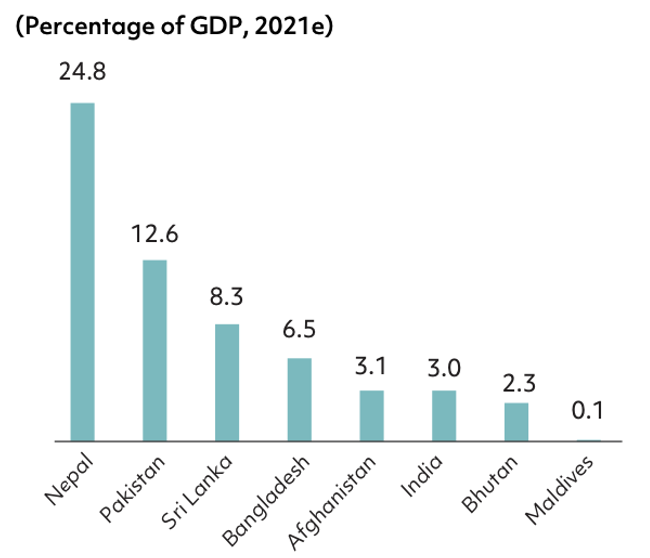 (Percentage of GDP, 2021e)
24.8
12.6
8.3
6.5
3.1
3.0
2.3
0.1
Nepal
Pakistan
Sri Lanka
Bangladesh
Afghanistan
India
Bhutan
Maldives